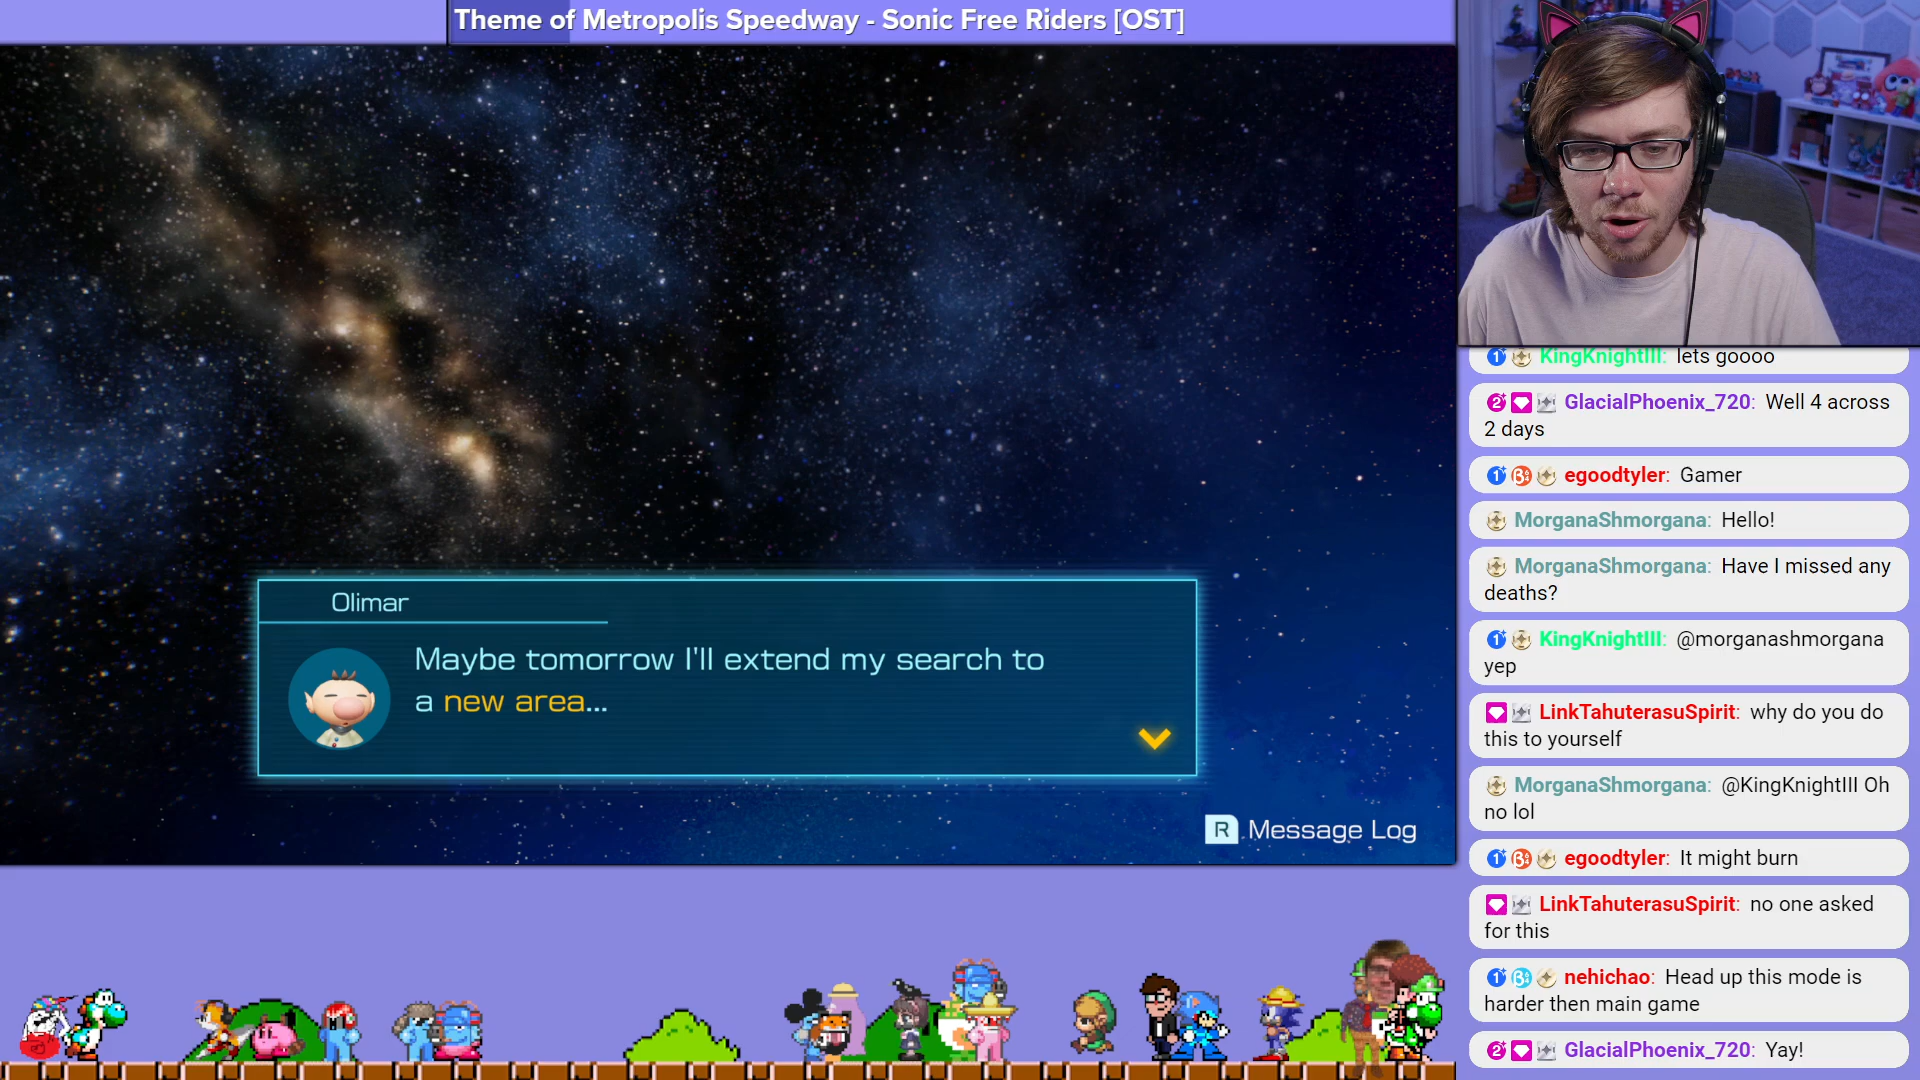 Theme of Metropolis Speedway - Sonic Free Riders [OST]
Olimar
Maybe tomorrow I'll extend my search to
a new area...
R Message Log
KingKnightIII: lets goooo
GlacialPhoenix_720: Well 4 across
2 days
egoodtyler: Gamer
MorganaShmorgana: Hello!
MorganaShmorgana: Have I missed any
deaths?
KingKnightIII: @morganashmorgana
yep
LinkTahuterasuSpirit: why do you do
this to yourself
MorganaShmorgana: @KingKnightIII Oh
no lol
egoodtyler: It might burn
LinkTahuterasuSpirit: no one asked
for this
nehichao: Head up this mode is
harder then main game
GlacialPhoenix_720: Yay!